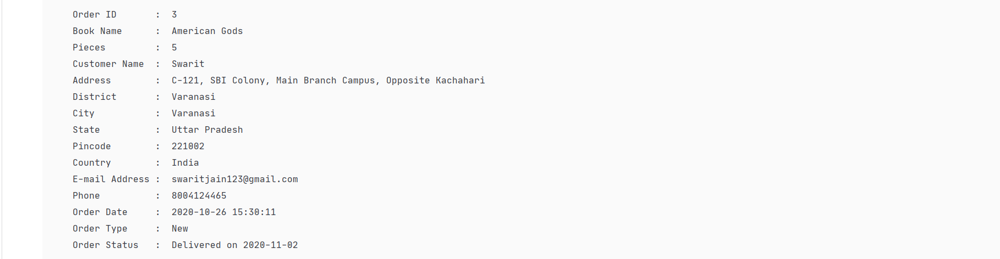 Order ID       :  3
Book Name      :  American Gods
Pieces         :  5
Customer Name  :  Swarit
Address        :  C-121, SBI Colony, Main Branch Campus, Opposite Kachahari
District       :  Varanasi
City           :  Varanasi
State          :  Uttar Pradesh
Pincode        :  221002
Country        :  India
E-mail Address :  swaritjain123@gmail.com
Phone          :  8004124465
Order Date     :  2020-10-26 15:30:11
Order Type     :  New
Order Status   :  Delivered on 2020-11-02